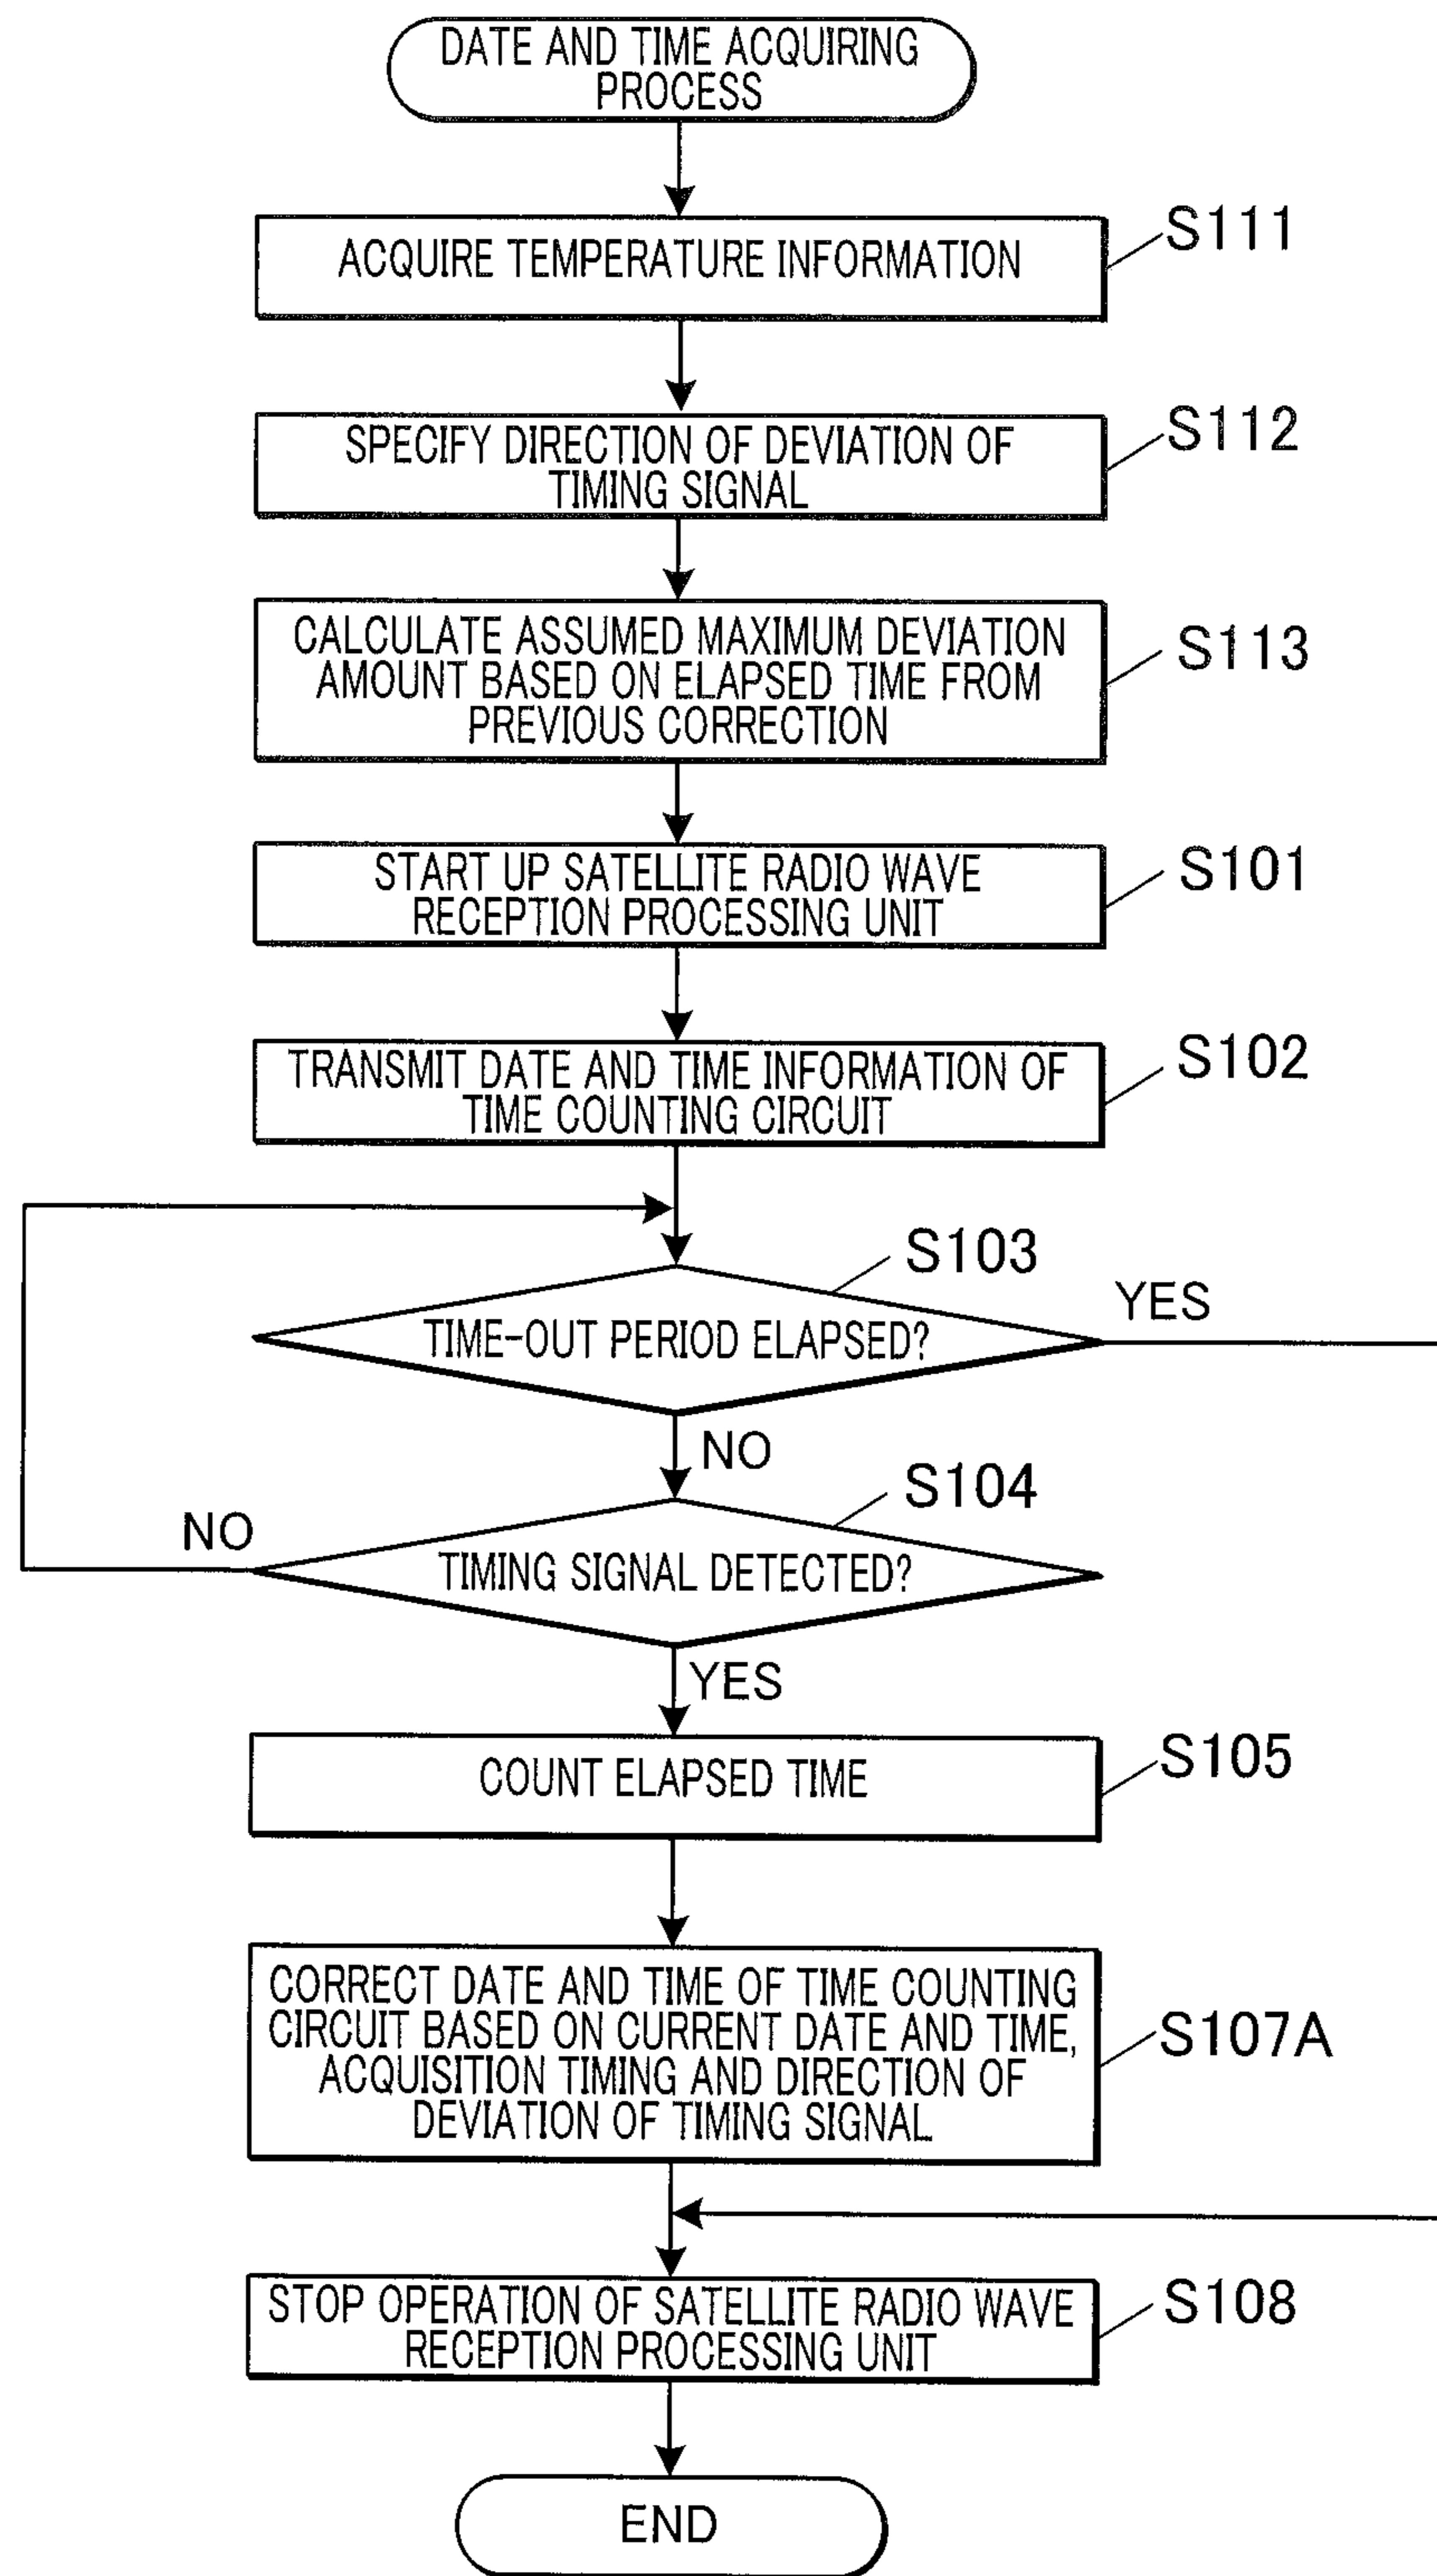 DATE AND TIME ACQUIRING
PROCESS
S111
ACQUIRE TEMPERATURE INFORMATION
S112
SPECIFY DIRECTION OF DEVIATION OF
TIMING SIGNAL
S113
CALCULATE ASSUMED MAXIMUM DEVIATION
AMOUNT BASED ON ELAPSED TIME FROM
PREVIOUS CORRECTION
S101
START UP SATELLITE RADIO WAVE
RECEPTION PROCESSING UNIT
S102
TRANSMIT DATE AND TIME INFORMATION OF
TIME COUNTING CIRCUIT
S103
YES
TIME-OUT PERIOD ELAPSED?
NO
S104
NO
TIMING SIGNAL DETECTED?
YES
S105
COUNT ELAPSED TIME
CORRECT DATE AND TIME OF TIME COUNTING
CIRCUIT BASED ON CURRENT DATE AND TIME,
S107A
ACQUISITION TIMING AND DIRECTION OF
DEVIATION OF TIMING SIGNAL
S108
STOP OPERATION OF SATELLITE RADIO WAVE
RECEPTION PROCESSING UNIT
END